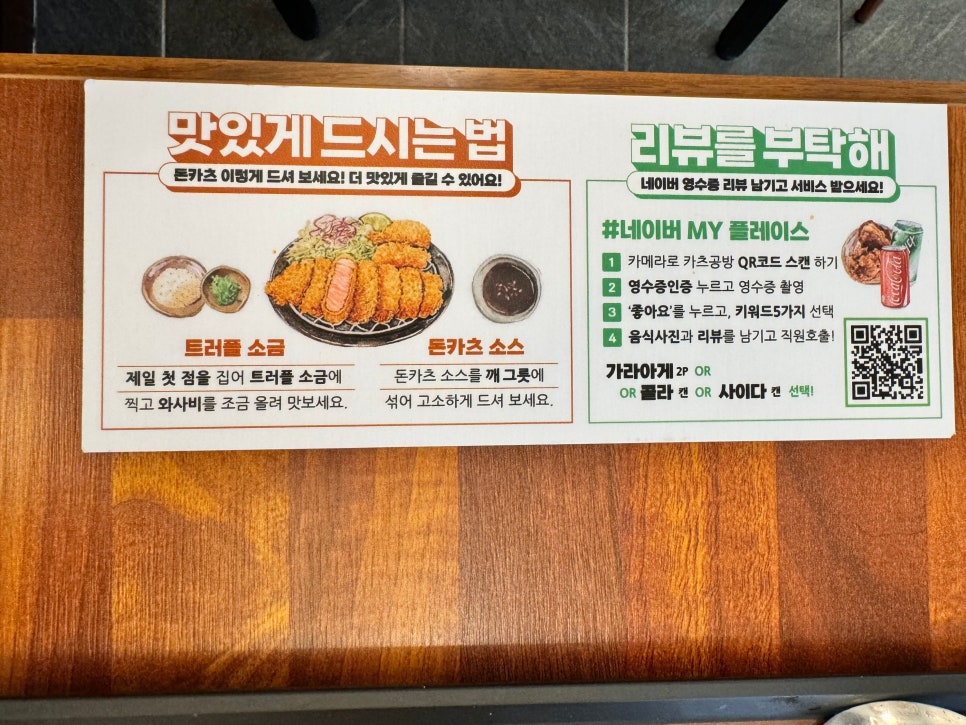 맛있게 드시는 법
돈카츠 이렇게 드셔 보세요! 더 맛있게 즐길 수 있어요!
트러플 소금
제일 첫 점을 집어 트러플 소금에
찍고 와사비를 조금 올려 맛보세요.
돈카츠 소스
돈카츠 소스를 깨 그릇에
섞어 고소하게 드셔 보세요.
리뷰를 부탁해
네이버 영수증 리뷰 남기고 서비스 받으세요!
#네이버 MY 플레이스
1 카메라로 카츠공방 QR코드 스캔 하기
2 영수증인증 누르고 영수증 촬영
3 '좋아요'를 누르고, 키워드5가지 선택
4 음식사진과 리뷰를 남기고 직원호출!
가라아게 2P OR
OR 콜라 캔 OR 사이다 캔 선택!
Coca-Cola